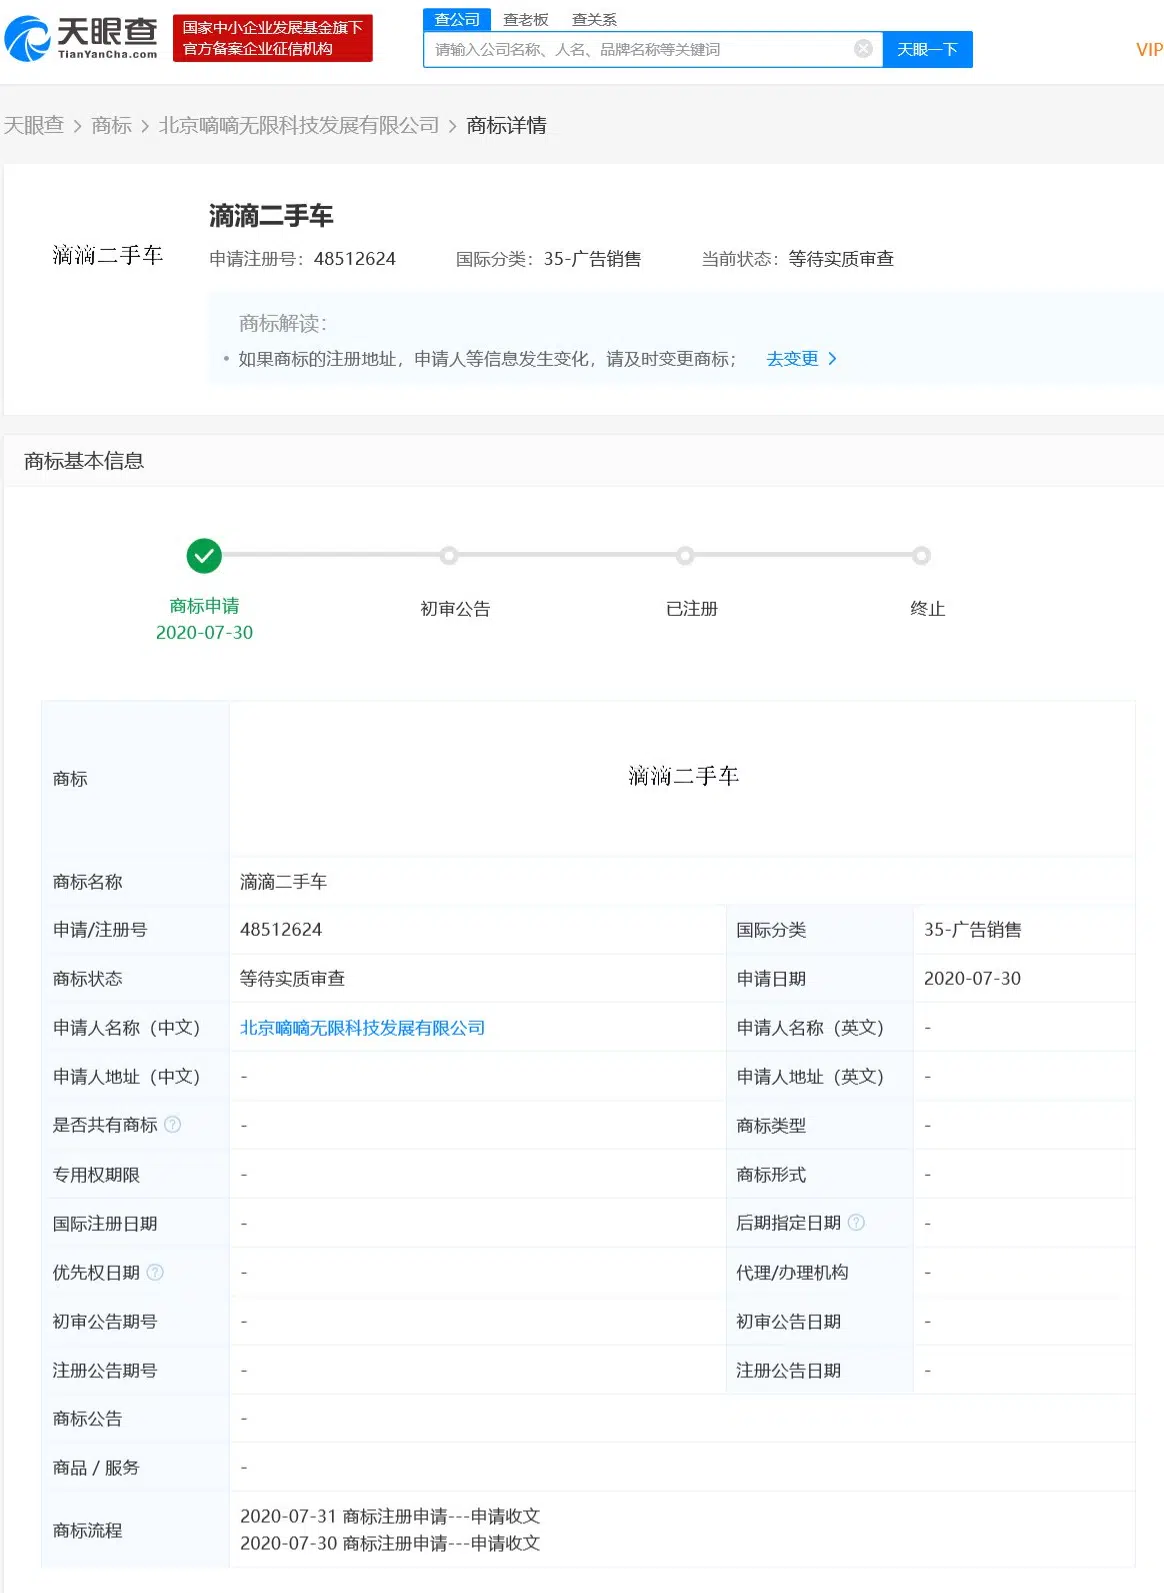 天眼查
TianYanCha.com
国家中小企业发展基金旗下
官方备案企业征信机构
查公司 查老板 查关系
请输入公司名称、人名、品牌名称等关键词
天眼一下
VIP
天眼查 > 商标 > 北京嘀嘀无限科技发展有限公司 > 商标详情
滴滴二手车
滴滴二手车
申请注册号：48512624 国际分类：35-广告销售 当前状态：等待实质审查
商标解读：
• 如果商标的注册地址，申请人等信息发生变化，请及时变更商标； 去变更 >
商标基本信息
商标申请 初审公告 已注册 终止
2020-07-30
商标 滴滴二手车
商标名称 滴滴二手车
申请/注册号 48512624 国际分类 35-广告销售
商标状态 等待实质审查 申请日期 2020-07-30
申请人名称（中文） 北京嘀嘀无限科技发展有限公司 申请人名称（英文） -
申请人地址（中文） - 申请人地址（英文） -
是否共有商标 ? - 商标类型 -
专用权期限 - 商标形式 -
国际注册日期 - 后期指定日期 ? -
优先权日期 ? - 代理/办理机构 -
初审公告期号 - 初审公告日期 -
注册公告期号 - 注册公告日期 -
商标公告 -
商品 / 服务 -
商标流程
2020-07-31 商标注册申请---申请收文
2020-07-30 商标注册申请---申请收文